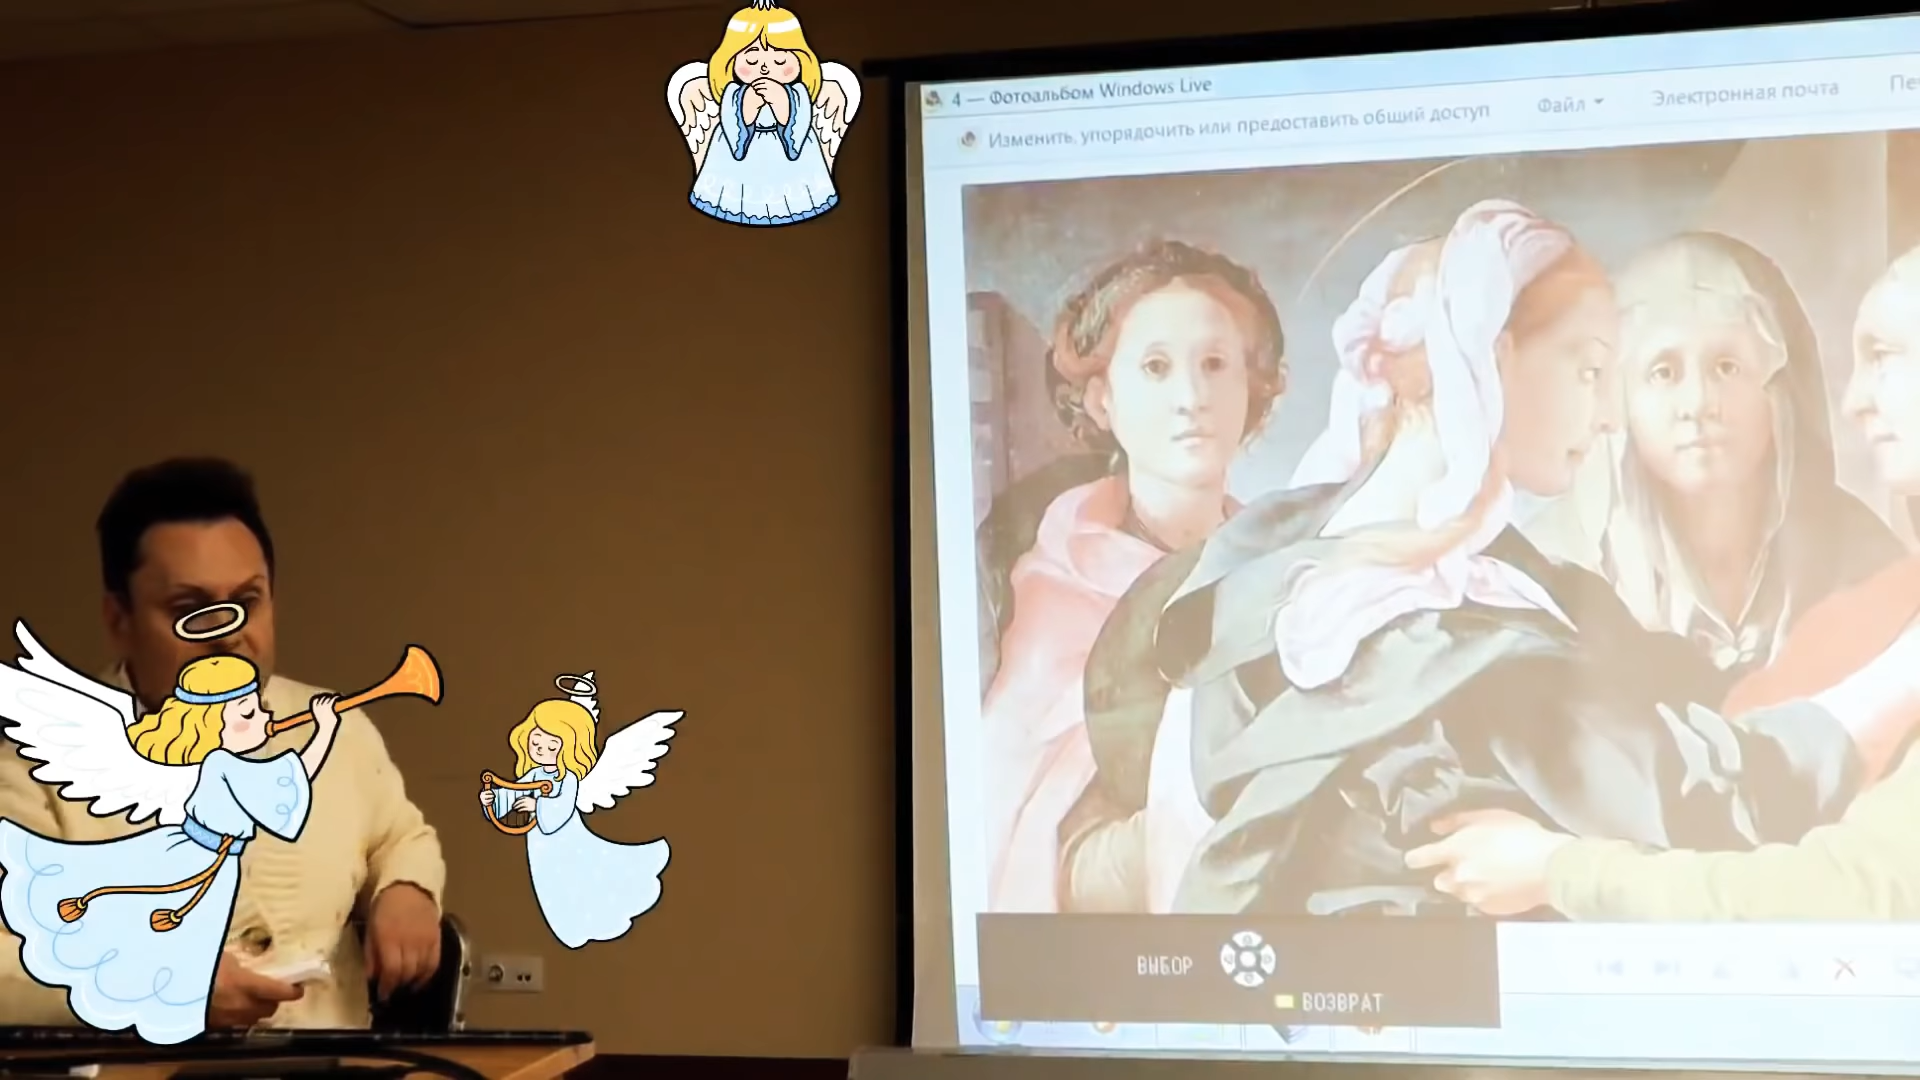 4 — Фотоальбом Windows Live
Изменить, упорядочить или предоставить общий доступ Файл Электронная почта
ВЫБОР
ВОЗВРАТ